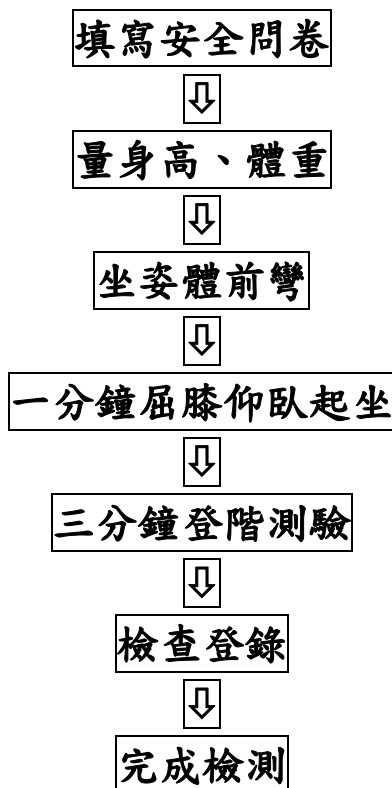 填寫安全問卷
⇩
量身高、體重
⇩
坐姿體前彎
⇩
一分鐘屈膝仰臥起坐
⇩
三分鐘登階測驗
⇩
檢查登錄
⇩
完成檢測